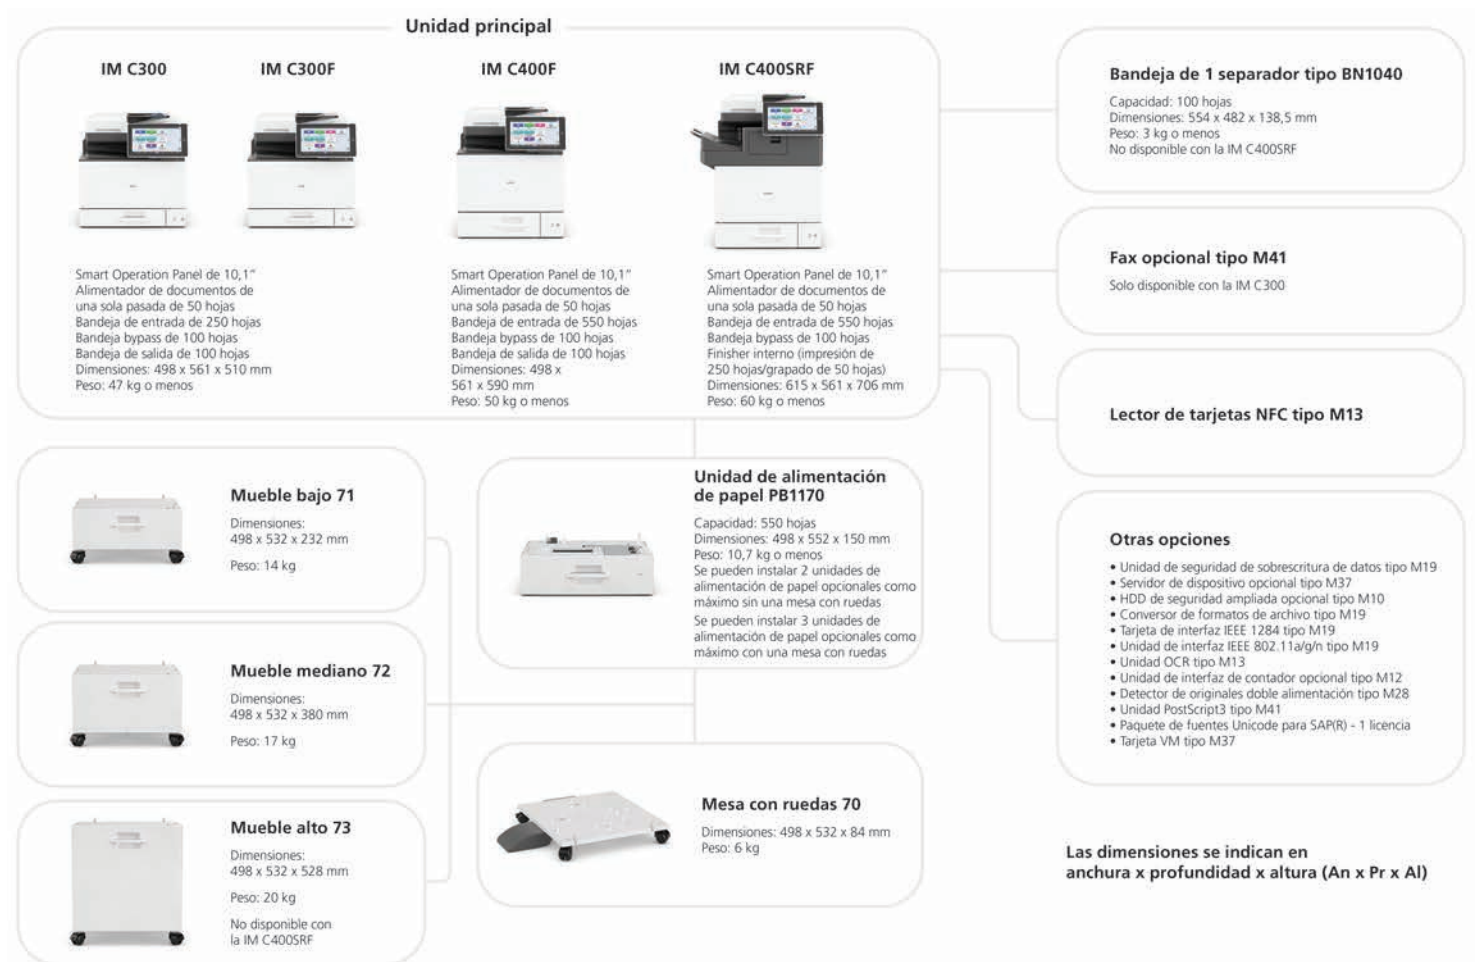 Unidad principal
IM C300
IM C300F
IM C400F
IM C400SRF
Smart Operation Panel de 10,1"
Alimentador de documentos de
una sola pasada de 50 hojas
Bandeja de entrada de 250 hojas
Bandeja bypass de 100 hojas
Bandeja de salida de 100 hojas
Dimensiones: 498 x 561 x 510 mm
Peso: 47 kg o menos
Smart Operation Panel de 10,1"
Alimentador de documentos de
una sola pasada de 50 hojas
Bandeja de entrada de 550 hojas
Bandeja bypass de 100 hojas
Bandeja de salida de 100 hojas
Dimensiones: 498 x
561 x 590 mm
Peso: 50 kg o menos
Smart Operation Panel de 10,1"
Alimentador de documentos de
una sola pasada de 50 hojas
Bandeja de entrada de 550 hojas
Bandeja bypass de 100 hojas
Finisher interno (impresión de
250 hojas/grapado de 50 hojas)
Dimensiones: 615 x 561 x 706 mm
Peso: 60 kg o menos
Bandeja de 1 separador tipo BN1040
Capacidad: 100 hojas
Dimensiones: 554 x 482 x 138,5 mm
Peso: 3 kg o menos
No disponible con la IM C400SRF
Fax opcional tipo M41
Solo disponible con la IM C300
Lector de tarjetas NFC tipo M13
Otras opciones
• Unidad de seguridad de sobrescritura de datos tipo M19
• Servidor de dispositivo opcional tipo M37
• HDD de seguridad ampliada opcional tipo M10
• Conversor de formatos de archivo tipo M19
• Tarjeta de interfaz IEEE 1284 tipo M19
• Unidad de interfaz IEEE 802.11a/g/n tipo M19
• Unidad OCR tipo M13
• Unidad de interfaz de contador opcional tipo M12
• Detector de originales doble alimentación tipo M28
• Unidad PostScript3 tipo M41
• Paquete de fuentes Unicode para SAP(R) - 1 licencia
• Tarjeta VM tipo M37
Mueble bajo 71
Dimensiones:
498 x 532 x 232 mm
Peso: 14 kg
Mueble mediano 72
Dimensiones:
498 x 532 x 380 mm
Peso: 17 kg
Mueble alto 73
Dimensiones:
498 x 532 x 528 mm
Peso: 20 kg
No disponible con
la IM C400SRF
Unidad de alimentación
de papel PB1170
Capacidad: 550 hojas
Dimensiones: 498 x 552 x 150 mm
Peso: 10,7 kg o menos
Se pueden instalar 2 unidades de
alimentación de papel opcionales como
máximo sin una mesa con ruedas
Se pueden instalar 3 unidades de
alimentación de papel opcionales como
máximo con una mesa con ruedas
Mesa con ruedas 70
Dimensiones: 498 x 532 x 84 mm
Peso: 6 kg
Las dimensiones se indican en
anchura x profundidad x altura (An x Pr x Al)